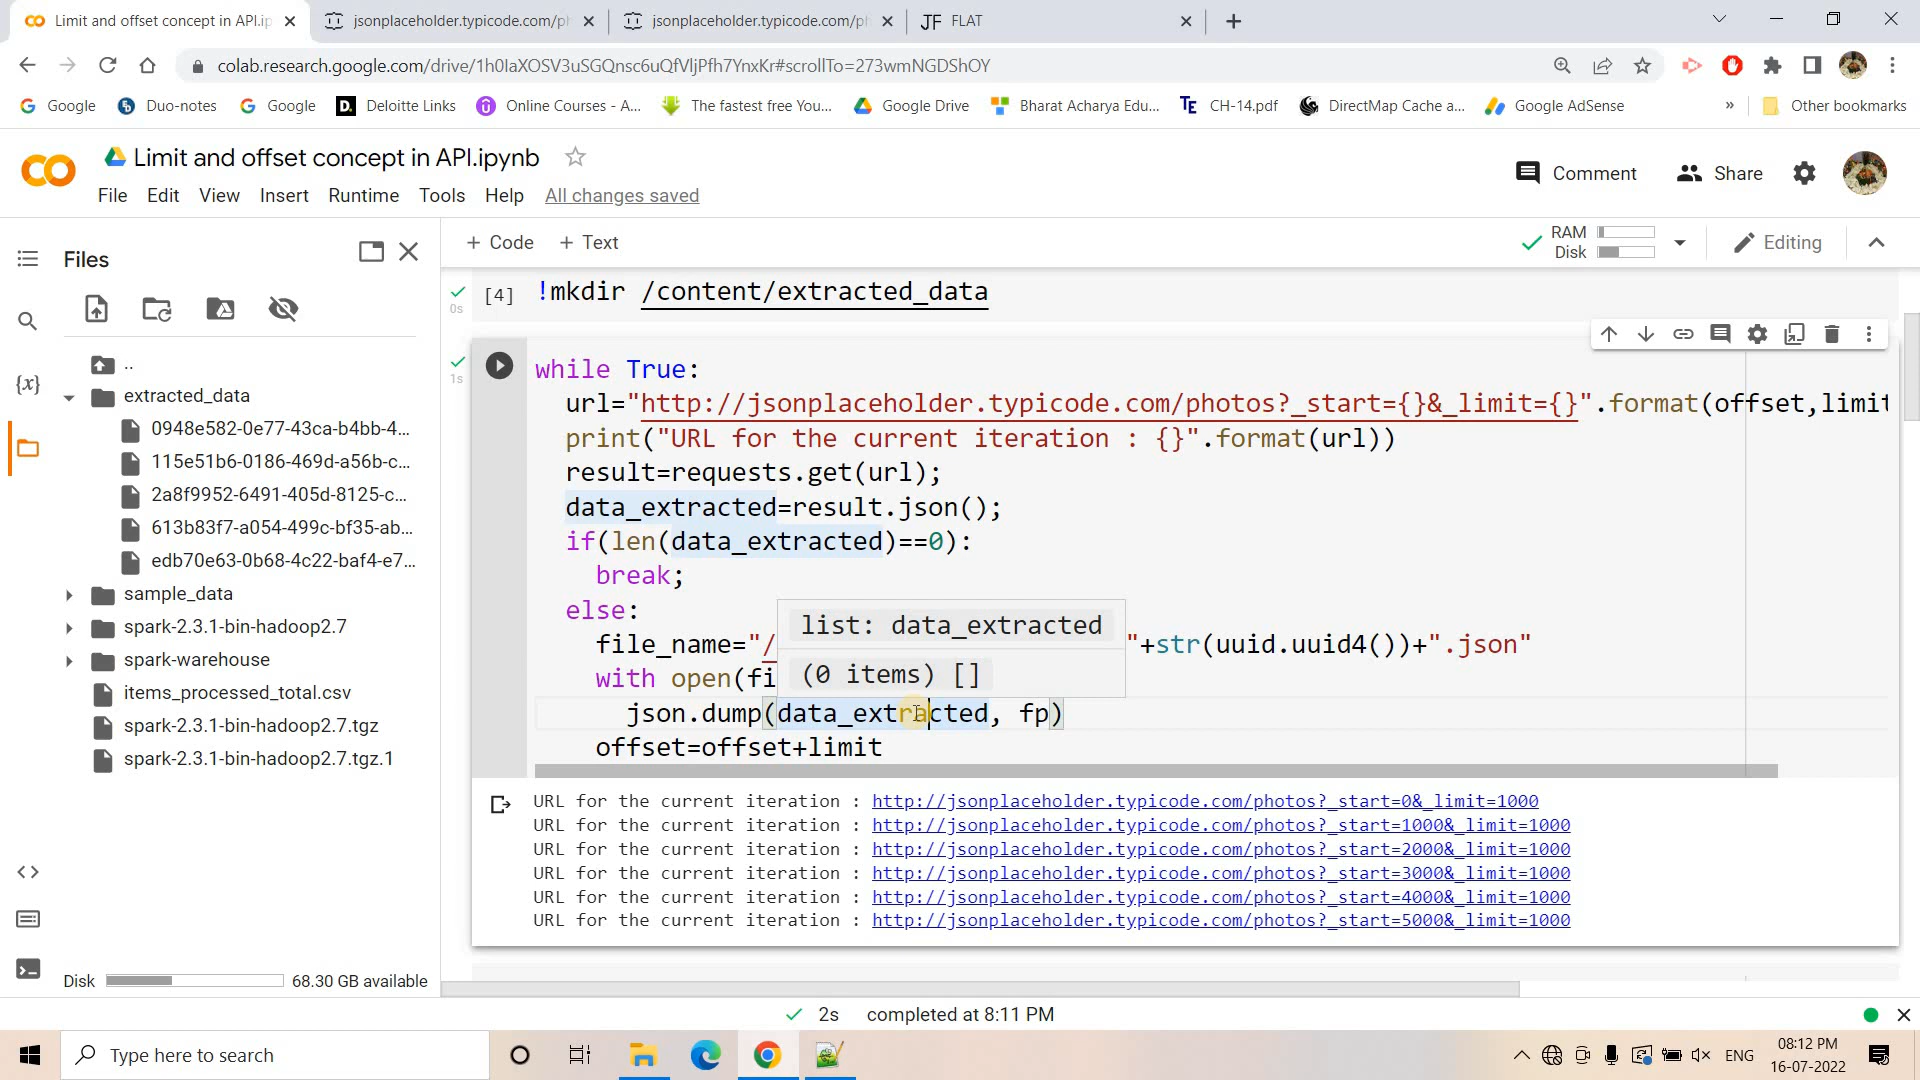 Limit and offset concept in API.ip
jsonplaceholder.typicode.com/ph
jsonplaceholder.typicode.com/ph
JF FLAT
colab.research.google.com/drive/1h0IaXOSV3uSGQnsc6uQfVljPfh7YnxKr#scrollTo=273wmNGDShOY
Google
Duo-notes
Google
Deloitte Links
Online Courses - A...
The fastest free You...
Google Drive
Bharat Acharya Edu...
TE CH-14.pdf
DirectMap Cache a...
Google AdSense
»
Other bookmarks
Limit and offset concept in API.ipynb
Comment
Share
File Edit View Insert Runtime Tools Help All changes saved
Files
+ Code + Text
RAM
Disk
Editing
..
extracted_data
0948e582-0e77-43ca-b4bb-4...
115e51b6-0186-469d-a56b-c...
2a8f9952-6491-405d-8125-c...
613b83f7-a054-499c-bf35-ab...
edb70e63-0b68-4c22-baf4-e7...
sample_data
spark-2.3.1-bin-hadoop2.7
spark-warehouse
items_processed_total.csv
spark-2.3.1-bin-hadoop2.7.tgz
spark-2.3.1-bin-hadoop2.7.tgz.1
{x}
Disk 68.30 GB available
0s [4] !mkdir /content/extracted_data
1s
while True:
url="http://jsonplaceholder.typicode.com/photos?_start={}&_limit={}".format(offset,limit
print("URL for the current iteration : {}".format(url))
result=requests.get(url);
data_extracted=result.json();
if(len(data_extracted)==0):
break;
else:
list: data_extracted
file_name="/ "+str(uuid.uuid4())+".json"
(0 items) []
with open(fi
json.dump(data_extracted, fp)
offset=offset+limit
URL for the current iteration : http://jsonplaceholder.typicode.com/photos?_start=0&_limit=1000
URL for the current iteration : http://jsonplaceholder.typicode.com/photos?_start=1000&_limit=1000
URL for the current iteration : http://jsonplaceholder.typicode.com/photos?_start=2000&_limit=1000
URL for the current iteration : http://jsonplaceholder.typicode.com/photos?_start=3000&_limit=1000
URL for the current iteration : http://jsonplaceholder.typicode.com/photos?_start=4000&_limit=1000
URL for the current iteration : http://jsonplaceholder.typicode.com/photos?_start=5000&_limit=1000
2s completed at 8:11 PM
Type here to search
ENG
08:12 PM
16-07-2022